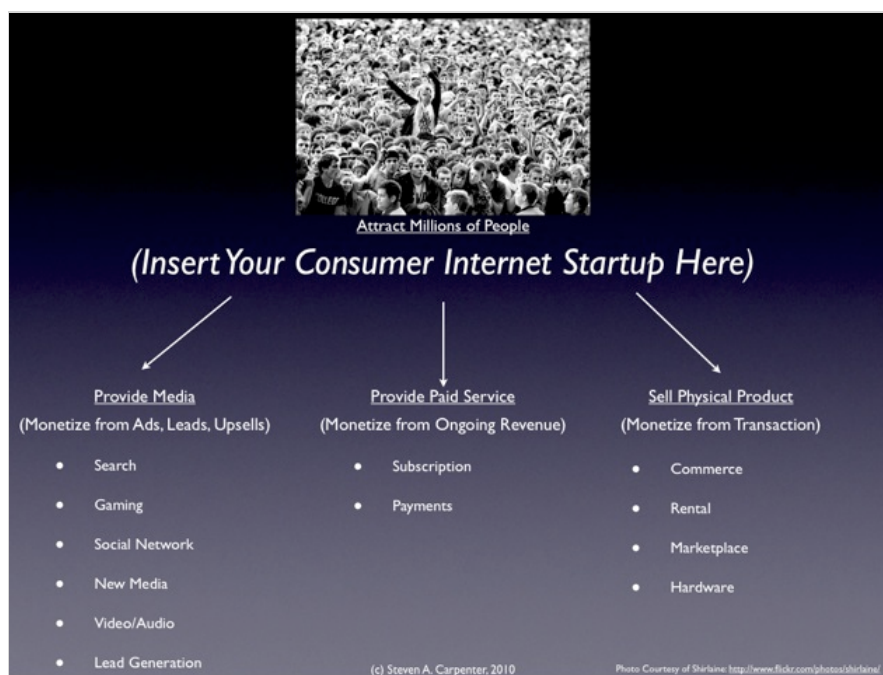 Attract Millions of People
(Insert Your Consumer Internet Startup Here)
Provide Media
(Monetize from Ads, Leads, Upsells)
Search
Gaming
Social Network
New Media
Video/Audio
Lead Generation
Provide Paid Service
(Monetize from Ongoing Revenue)
Subscription
Payments
Sell Physical Product
(Monetize from Transaction)
Commerce
Rental
Marketplace
Hardware
(c) Steven A. Carpenter, 2010
Photo Courtesy of Shirlaine: http://www.flickr.com/photos/shirlaine/